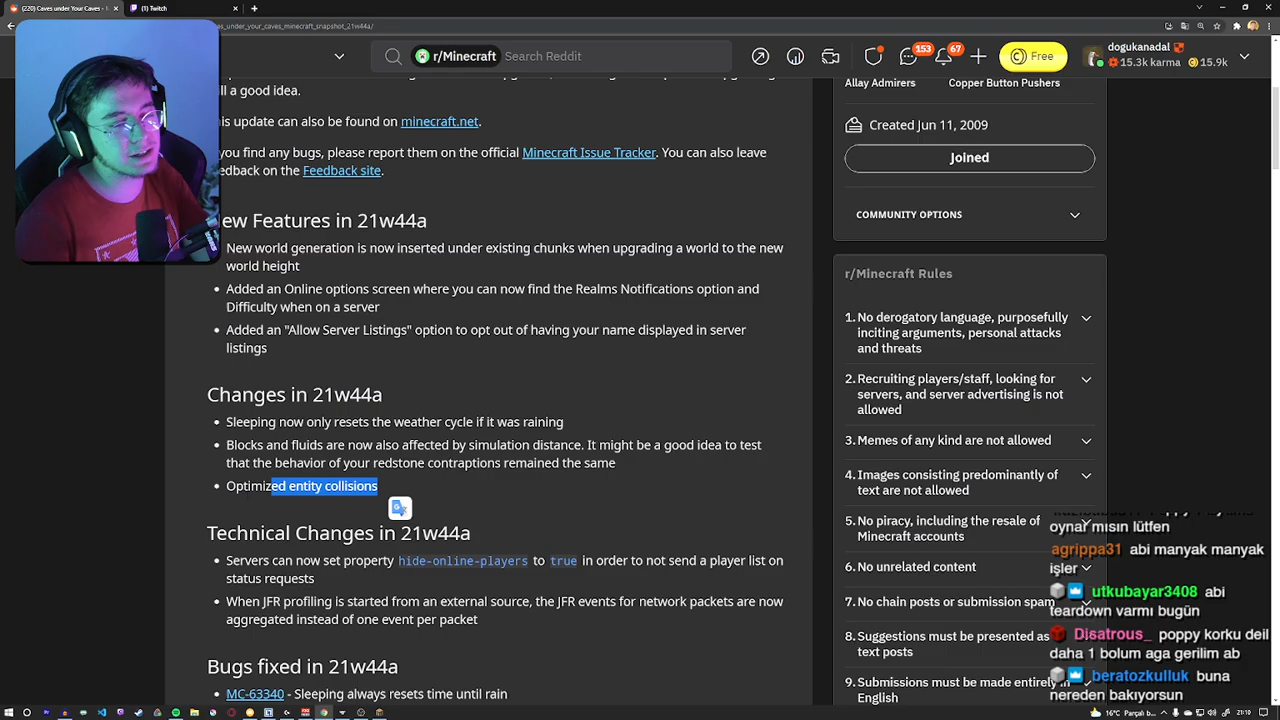 (220) Caves under Your Caves -
(1) Twitch
es_under_your_caves_minecraft_snapshot_21w44a/
r/Minecraft
Search Reddit
153
67
Free
dogukanadal
15.3k karma
15.9k
ll a good idea.
is update can also be found on minecraft.net.
you find any bugs, please report them on the official Minecraft Issue Tracker. You can also leave
edback on the Feedback site.
ew Features in 21w44a
New world generation is now inserted under existing chunks when upgrading a world to the new
world height
• Added an Online options screen where you can now find the Realms Notifications option and
Difficulty when on a server
• Added an "Allow Server Listings" option to opt out of having your name displayed in server
listings
Changes in 21w44a
• Sleeping now only resets the weather cycle if it was raining
• Blocks and fluids are now also affected by simulation distance. It might be a good idea to test
that the behavior of your redstone contraptions remained the same
• Optimized entity collisions
Technical Changes in 21w44a
• Servers can now set property hide-online-players to true in order to not send a player list on
status requests
• When JFR profiling is started from an external source, the JFR events for network packets are now
aggregated instead of one event per packet
Bugs fixed in 21w44a
• MC-63340 - Sleeping always resets time until rain
Allay Admirers
Copper Button Pushers
Created Jun 11, 2009
Joined
COMMUNITY OPTIONS
r/Minecraft Rules
1. No derogatory language, purposefully
inciting arguments, personal attacks
and threats
2. Recruiting players/staff, looking for
servers, and server advertising is not
allowed
3. Memes of any kind are not allowed
4. Images consisting predominantly of
text are not allowed
5. No piracy, including the resale of
Minecraft accounts
6. No unrelated content
7. No chain posts or submission spam
8. Suggestions must be presented as
text posts
9. Submissions must be made entirely in
English
oynar mısın lütfen
agrippa31 abi manyak manyak
işler
utkubayar3408 abi
teardown varmı bugün
Disatrous_ poppy korku deil
daha 1 bolum aga gerilim ab
beratozkulluk buna
nereden bakıyorsun
16°C Parçalı b...
21:10